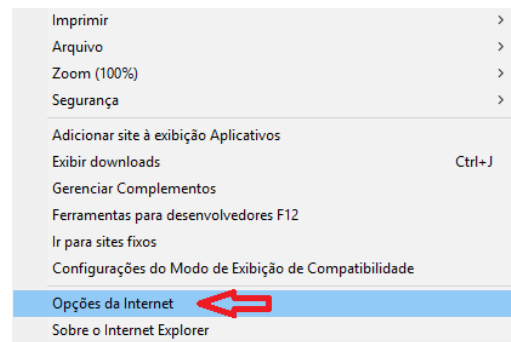 Imprimir
Arquivo
Zoom (100%)
Segurança
Adicionar site à exibição Aplicativos
Exibir downloads Ctrl+J
Gerenciar Complementos
Ferramentas para desenvolvedores F12
Ir para sites fixos
Configurações do Modo de Exibição de Compatibilidade
Opções da Internet
Sobre o Internet Explorer